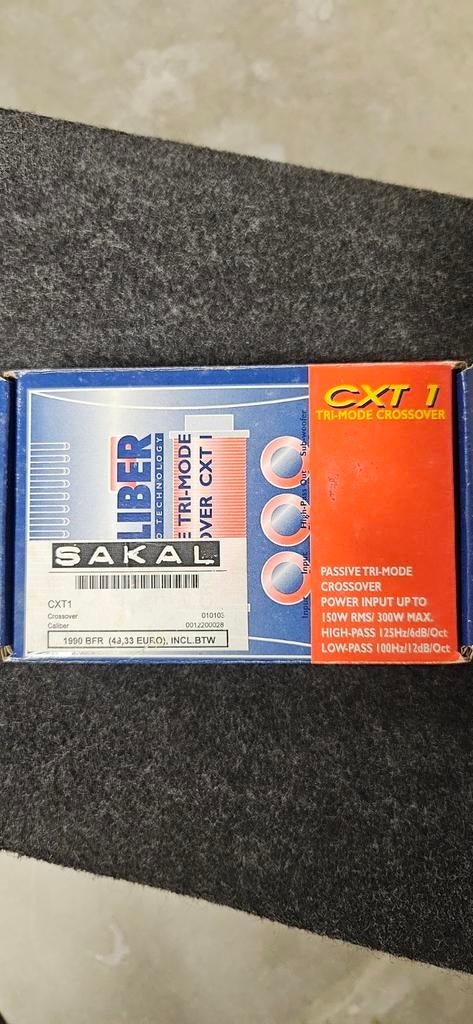 CXT 1
TRI-MODE CROSSOVER
LIBER
O TECHNOLOGY
E TRI-MODE
OVER CXT 1
Input
Input
High-Pass Out
Subwoofer
SAKAL
CXT1
Crossover 010103
Caliber 0012200028
1990 BFR (49,33 EURO), INCL.BTW
PASSIVE TRI-MODE
CROSSOVER
POWER INPUT UP TO
150W RMS/ 300W MAX.
HIGH-PASS 125Hz/6dB/Oct
LOW-PASS 100Hz/12dB/Oct